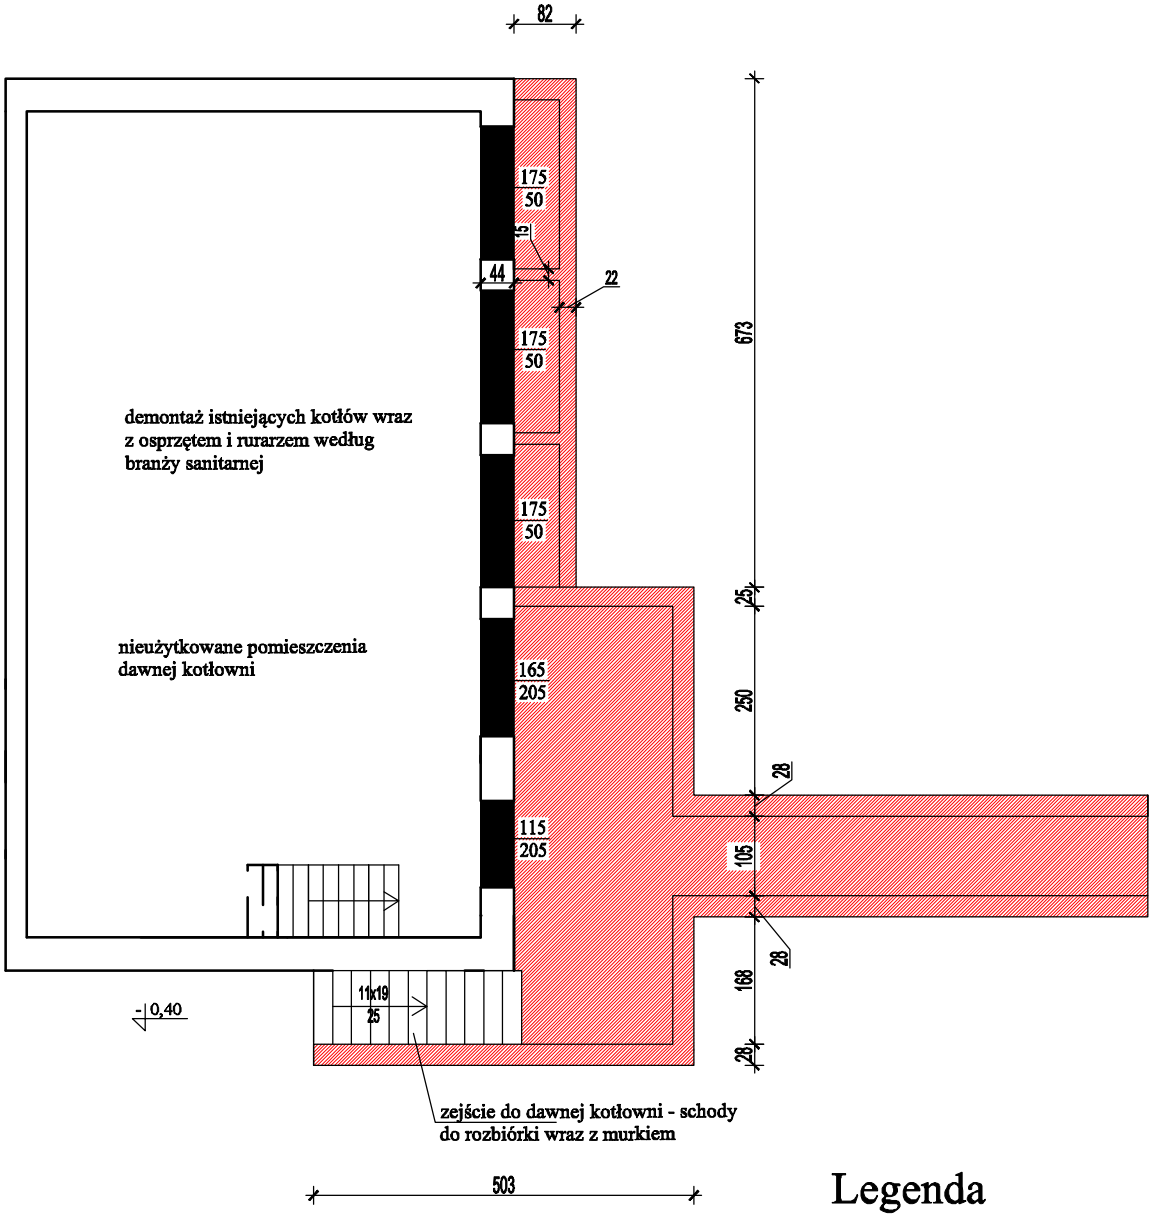 82
175
50
15
44
22
175
50
673
demontaż istniejących kotłów wraz
z osprzętem i rurarzem według
branży sanitarnej
175
50
25
nieużytkowane pomieszczenia
dawnej kotłowni
165
205
250
28
115
205
105
28
168
11x19
25
- 0,40
28
zejście do dawnej kotłowni - schody
do rozbiórki wraz z murkiem
503
Legenda